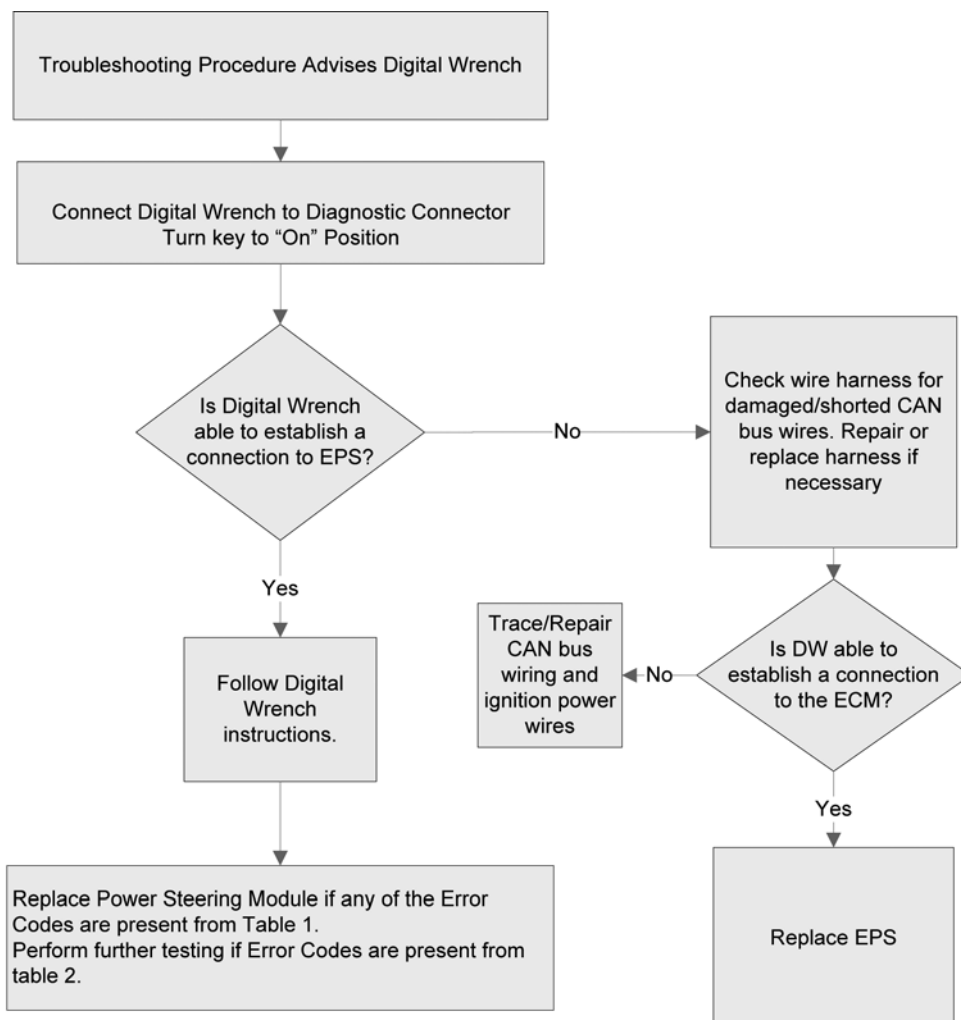 Troubleshooting Procedure Advises Digital Wrench
Connect Digital Wrench to Diagnostic Connector
Turn key to “On” Position
Is Digital Wrench
able to establish a
connection to EPS?
No
Check wire harness for
damaged/shorted CAN
bus wires. Repair or
replace harness if
necessary
Yes
Follow Digital
Wrench
instructions.
Trace/Repair
CAN bus
wiring and
ignition power
wires
No
Is DW able to
establish a connection
to the ECM?
Yes
Replace Power Steering Module if any of the Error
Codes are present from Table 1.
Perform further testing if Error Codes are present from
table 2.
Replace EPS